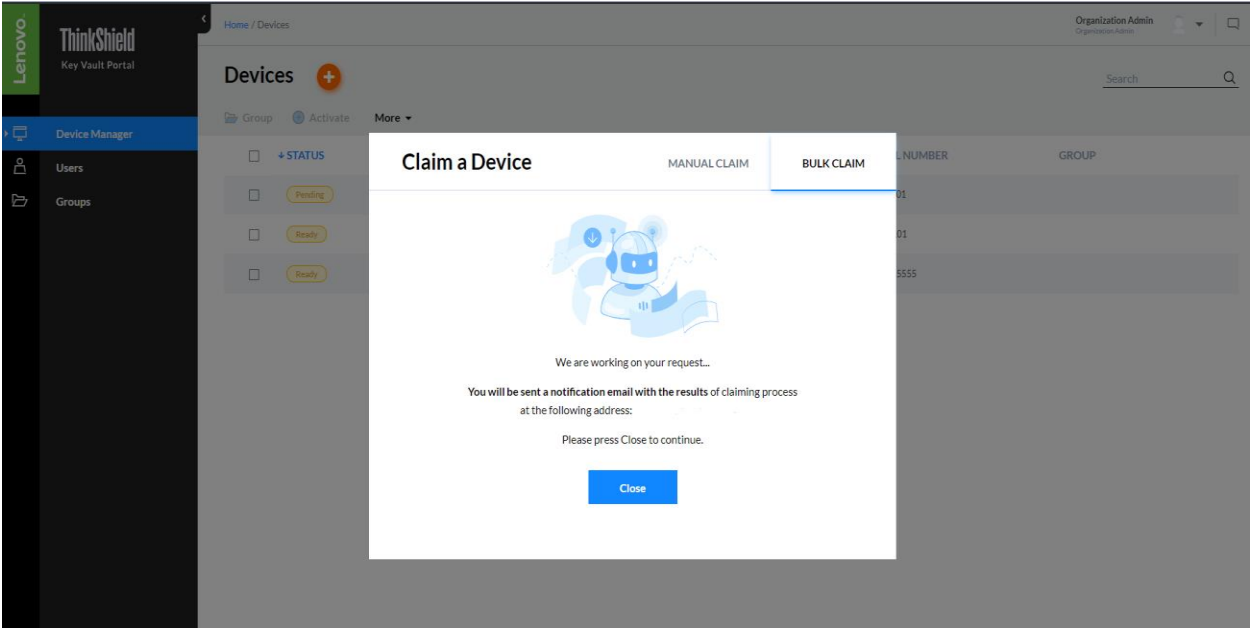 Lenovo.
ThinkShield
Key Vault Portal
Device Manager
Users
Groups
Home / Devices
Organization Admin
Organization Admin
Devices
Search
Group Activate More
STATUS L NUMBER GROUP
Pending 01
Ready 01
Ready 5555
Claim a Device MANUAL CLAIM BULK CLAIM
We are working on your request...
You will be sent a notification email with the results of claiming process
at the following address:
Please press Close to continue.
Close